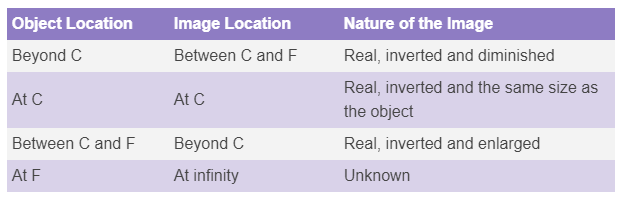 Object Location Image Location Nature of the Image
Beyond C Between C and F Real, inverted and diminished
At C At C Real, inverted and the same size as
the object
Between C and F Beyond C Real, inverted and enlarged
At F At infinity Unknown